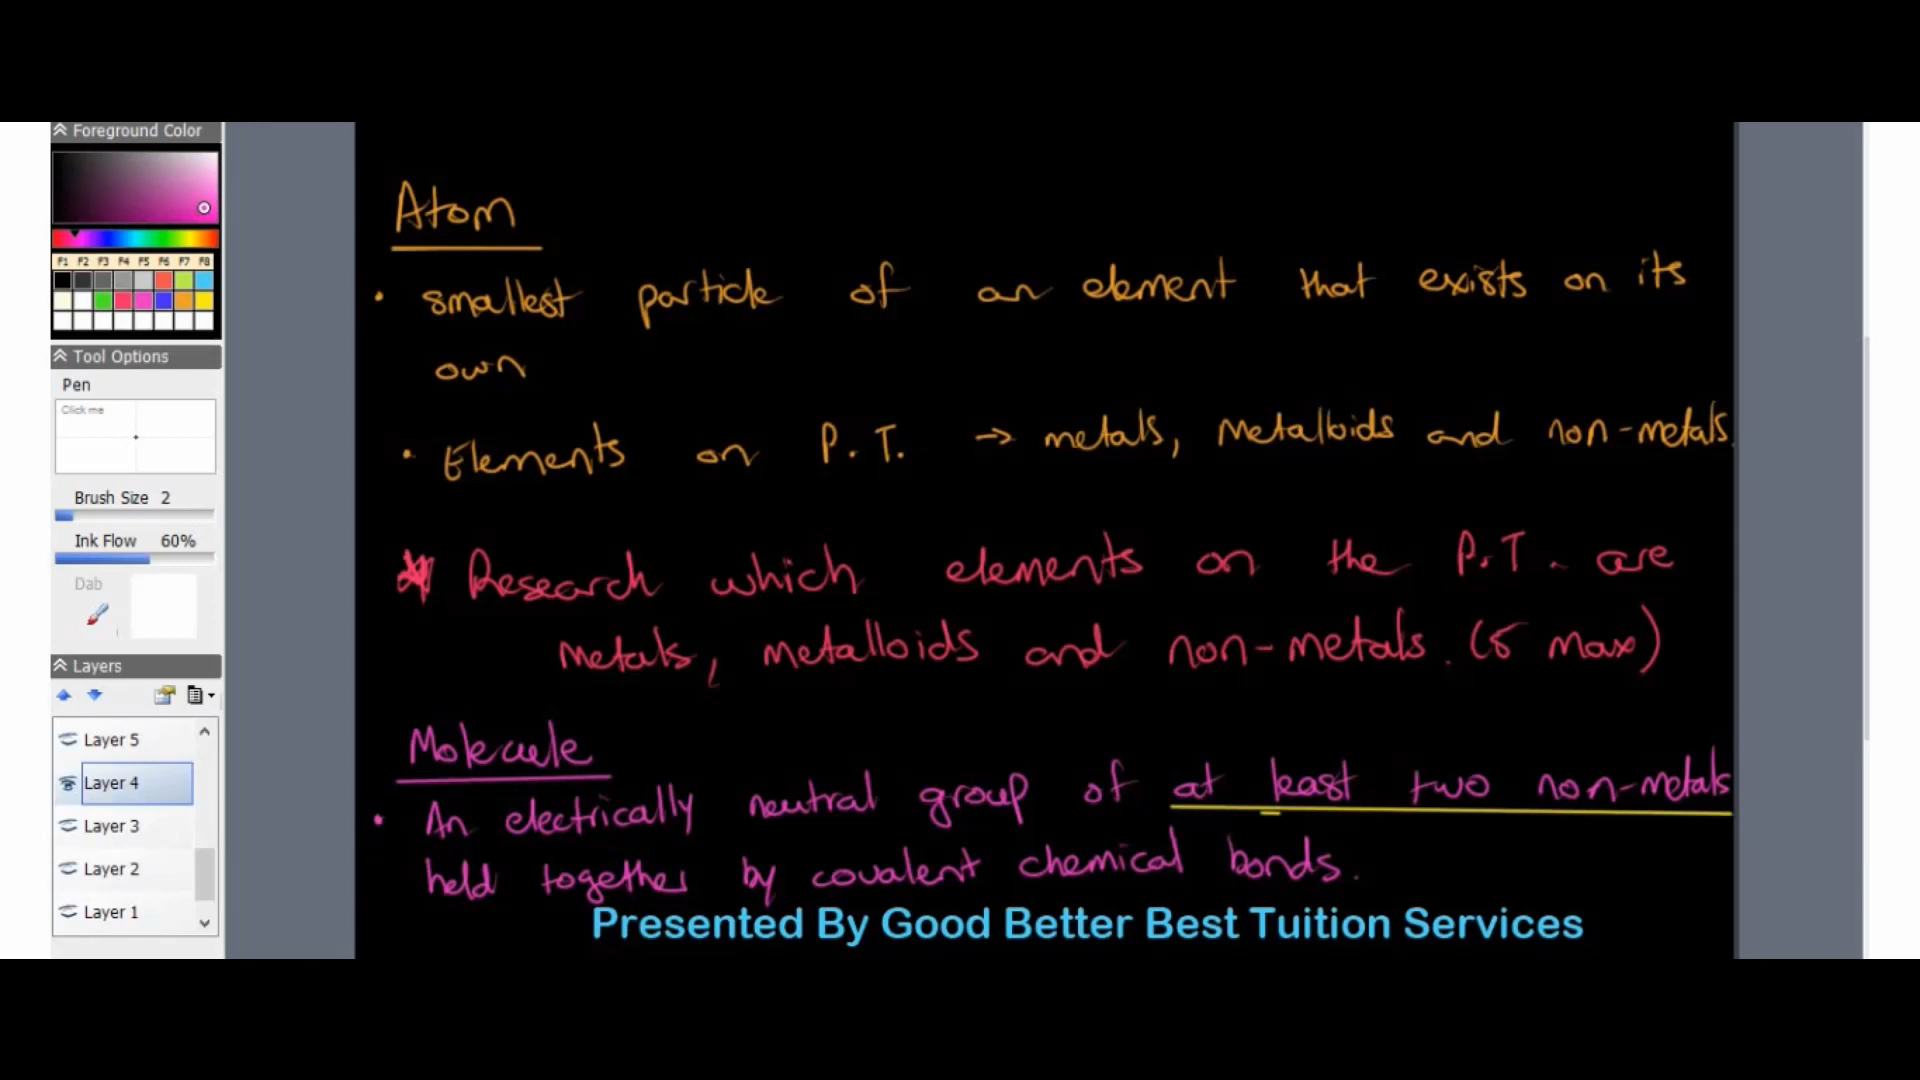 Foreground Color
F1 F2 F3 F4 F5 F6 F7 F8
Tool Options
Pen
Click me
Brush Size 2
Ink Flow 60%
Dab
Layers
Layer 5
Layer 4
Layer 3
Layer 2
Layer 1
Atom
• smallest particle of an element that exists on its
own
• Elements on P.T. → metals, metalloids and non-metals.
* Research which elements on the P.T. are
metals, metalloids and non-metals. (5 max)
Molecule
• An electrically neutral group of at least two non-metals
held together by covalent chemical bonds.
Presented By Good Better Best Tuition Services